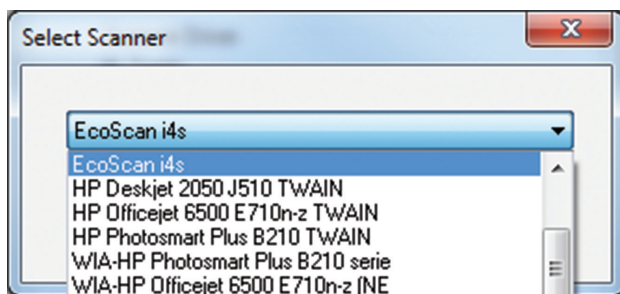 Select Scanner
EcoScan i4s
EcoScan i4s
HP Deskjet 2050 J510 TWAIN
HP Officejet 6500 E710n-z TWAIN
HP Photosmart Plus B210 TWAIN
WIA-HP Photosmart Plus B210 serie
WIA-HP Officejet 6500 E710n-z (NE